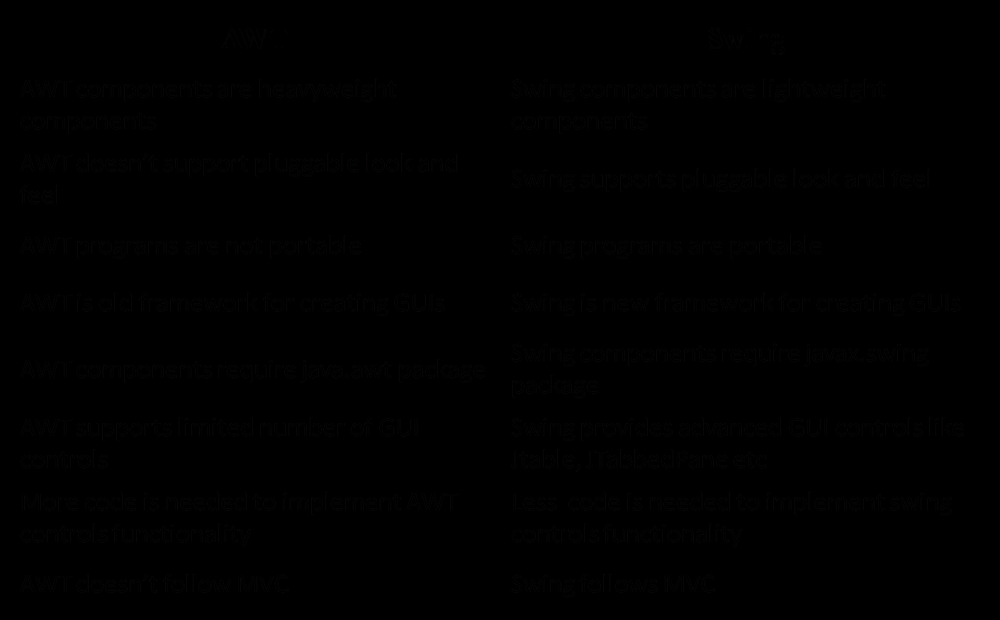 AWT
Swing
AWT components are heavyweight
components
Swing components are lightweight
components
AWT doesn't support pluggable look and
feel
Swing supports pluggable look and feel
AWT programs are not portable
Swing programs are portable
AWT is old framework for creating GUIs
Swing is new framework for creating GUIs
AWT components require java.awt package
Swing components require javax.swing
package
AWT supports limited number of GUI
controls
Swing provides advanced GUI controls like
Jtable, JTabbedPane etc
More code is needed to implement AWT
controls functionality
Less code is needed to implement swing
controls functionality
AWT doesn't follow MVC
Swing follows MVC